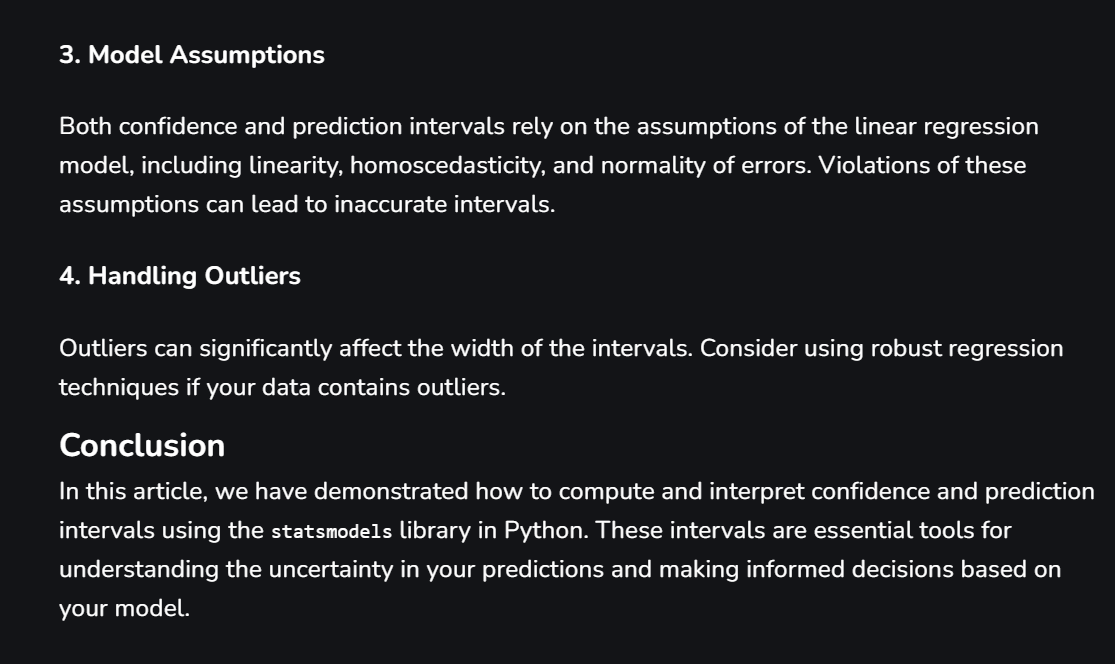 3. Model Assumptions
Both confidence and prediction intervals rely on the assumptions of the linear regression
model, including linearity, homoscedasticity, and normality of errors. Violations of these
assumptions can lead to inaccurate intervals.
4. Handling Outliers
Outliers can significantly affect the width of the intervals. Consider using robust regression
techniques if your data contains outliers.
Conclusion
In this article, we have demonstrated how to compute and interpret confidence and prediction
intervals using the statsmodels library in Python. These intervals are essential tools for
understanding the uncertainty in your predictions and making informed decisions based on
your model.